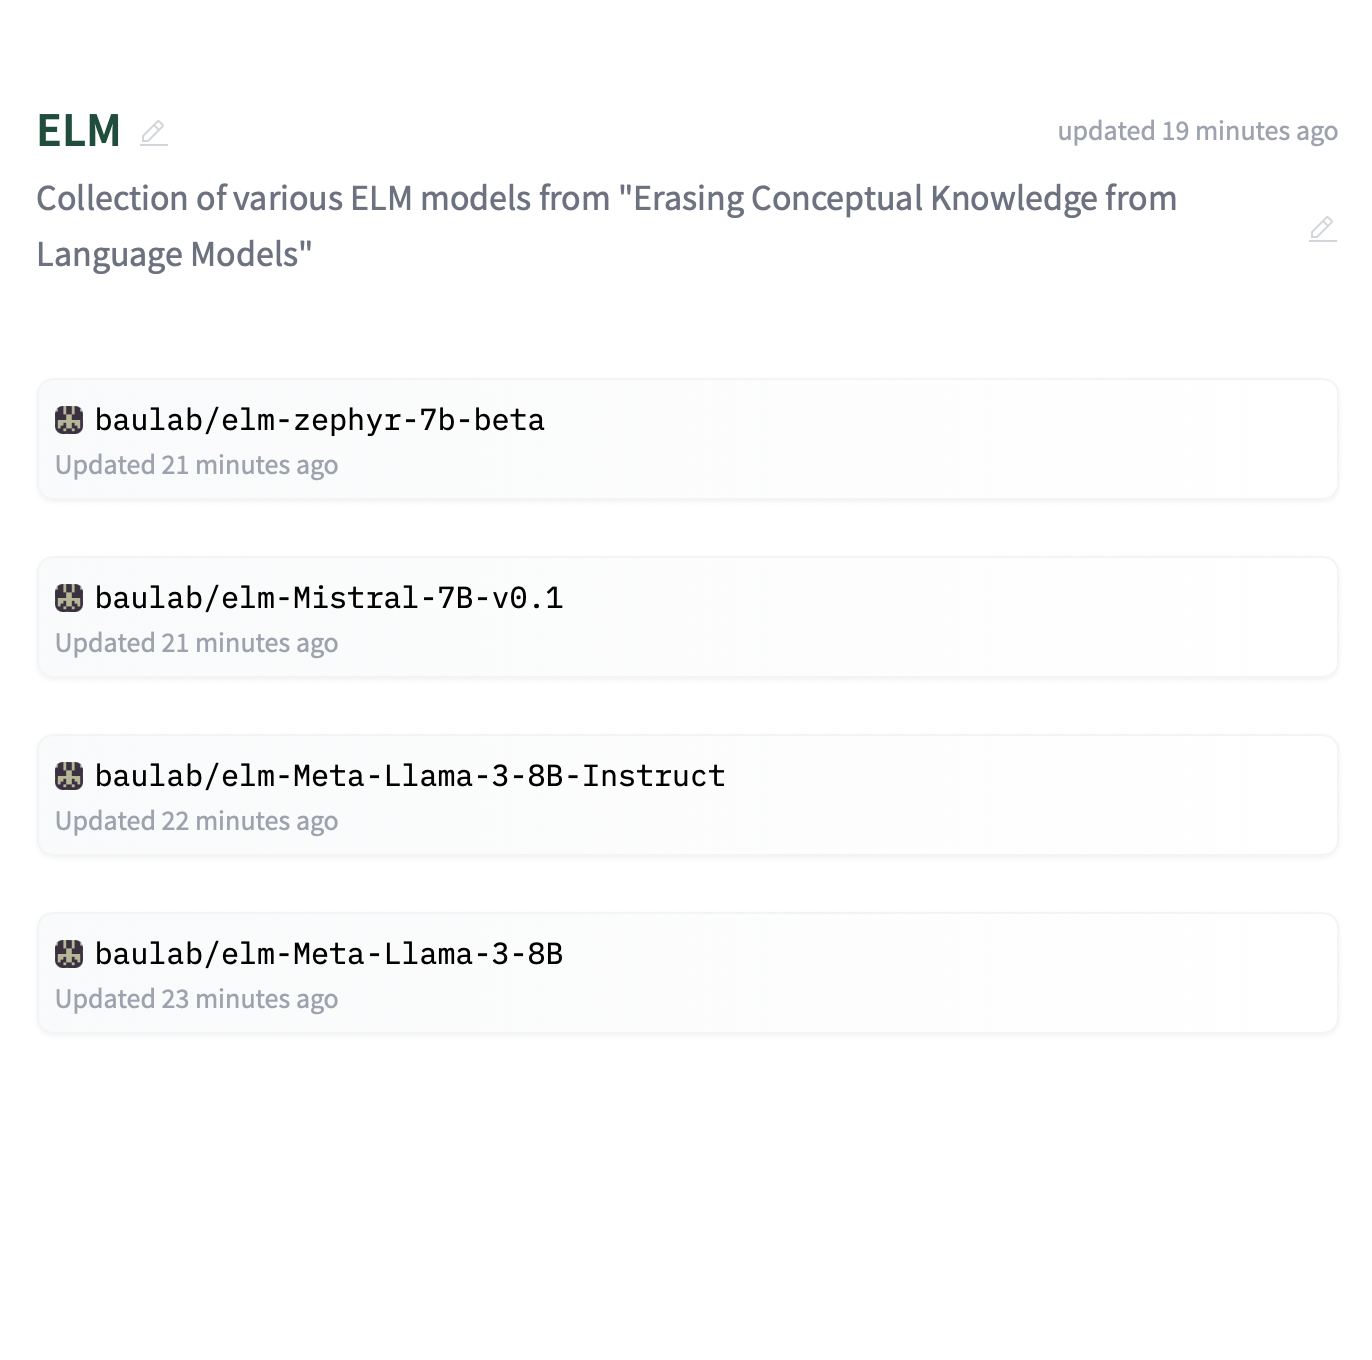 ELM
updated 19 minutes ago
Collection of various ELM models from "Erasing Conceptual Knowledge from
Language Models"
baulab/elm-zephyr-7b-beta
Updated 21 minutes ago
baulab/elm-Mistral-7B-v0.1
Updated 21 minutes ago
baulab/elm-Meta-Llama-3-8B-Instruct
Updated 22 minutes ago
baulab/elm-Meta-Llama-3-8B
Updated 23 minutes ago